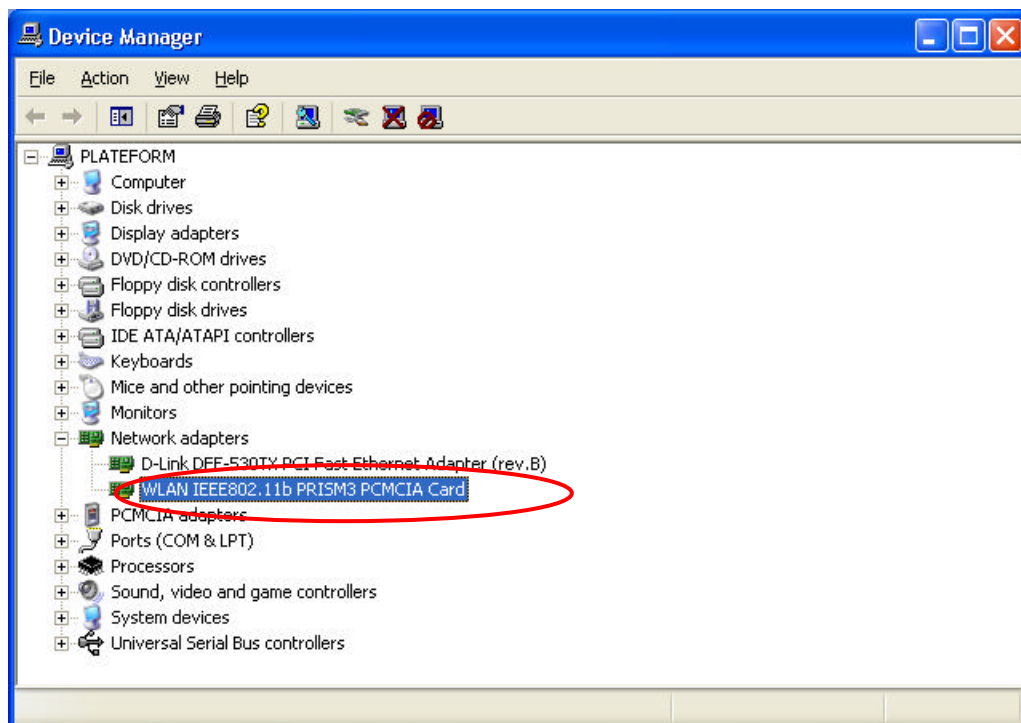 Device Manager
File Action View Help
PLATEFORM
Computer
Disk drives
Display adapters
DVD/CD-ROM drives
Floppy disk controllers
Floppy disk drives
IDE ATA/ATAPI controllers
Keyboards
Mice and other pointing devices
Monitors
Network adapters
D-Link DFE-530TX PCI Fast Ethernet Adapter (rev.B)
WLAN IEEE802.11b PRISM3 PCMCIA Card
PCMCIA adapters
Ports (COM & LPT)
Processors
Sound, video and game controllers
System devices
Universal Serial Bus controllers